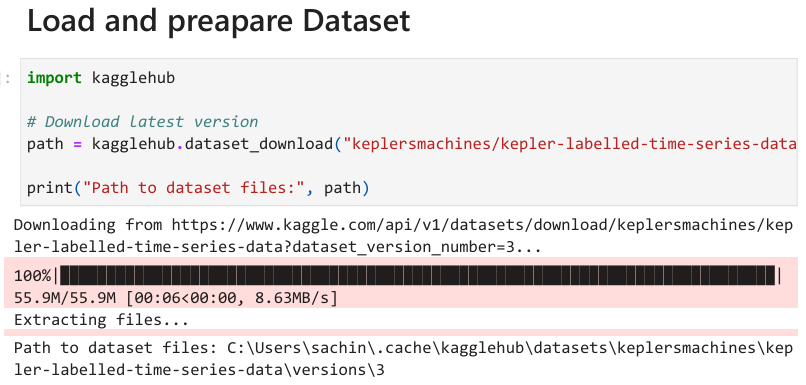 Load and preapare Dataset
]:
import kagglehub
# Download latest version
path = kagglehub.dataset_download("keplersmachines/kepler-labelled-time-series-data
print("Path to dataset files:", path)
Downloading from https://www.kaggle.com/api/v1/datasets/download/keplersmachines/kep
ler-labelled-time-series-data?dataset_version_number=3...
100%|██████████████████████████████████████████████████████████████████████|
55.9M/55.9M [00:06<00:00, 8.63MB/s]
Extracting files...
Path to dataset files: C:\Users\sachin\.cache\kagglehub\datasets\keplersmachines\kep
ler-labelled-time-series-data\versions\3